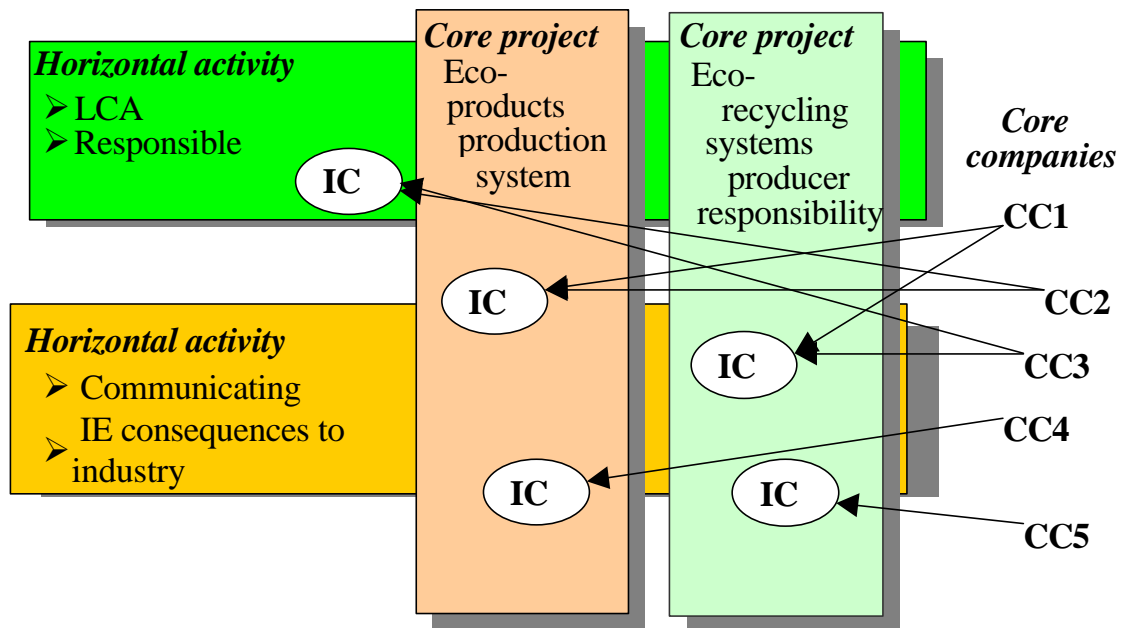 Horizontal activity
➢ LCA
➢ Responsible
IC
Core project
Eco-
products
production
system
IC
IC
Core project
Eco-
recycling
systems
producer
responsibility
IC
IC
Horizontal activity
➢ Communicating
➢ IE consequences to
industry
Core
companies
CC1
CC2
CC3
CC4
CC5